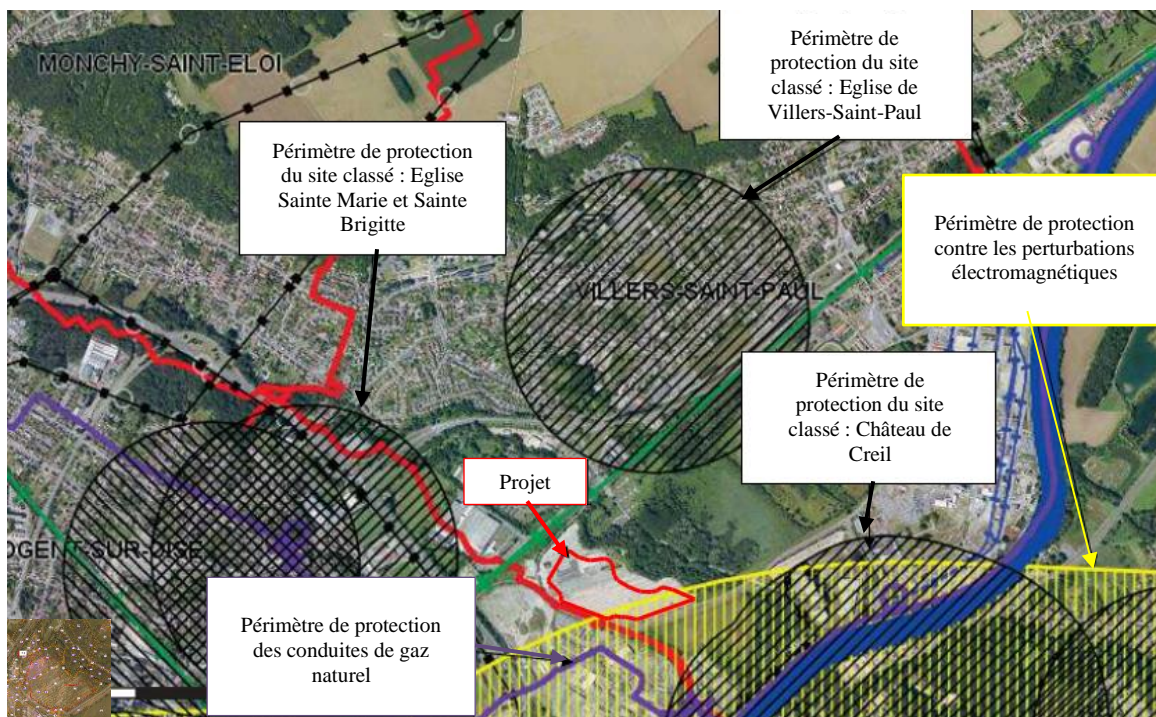 MONCHY-SAINT-ELOI
Périmètre de
protection du site
classé : Eglise de
Villers-Saint-Paul
Périmètre de protection
du site classé : Eglise
Sainte Marie et Sainte
Brigitte
Périmètre de protection
contre les perturbations
électromagnétiques
VILLERS-SAINT-PAUL
Périmètre de
protection du site
classé : Château de
Creil
Projet
OGENT-SUR-OISE
Périmètre de protection
des conduites de gaz
naturel